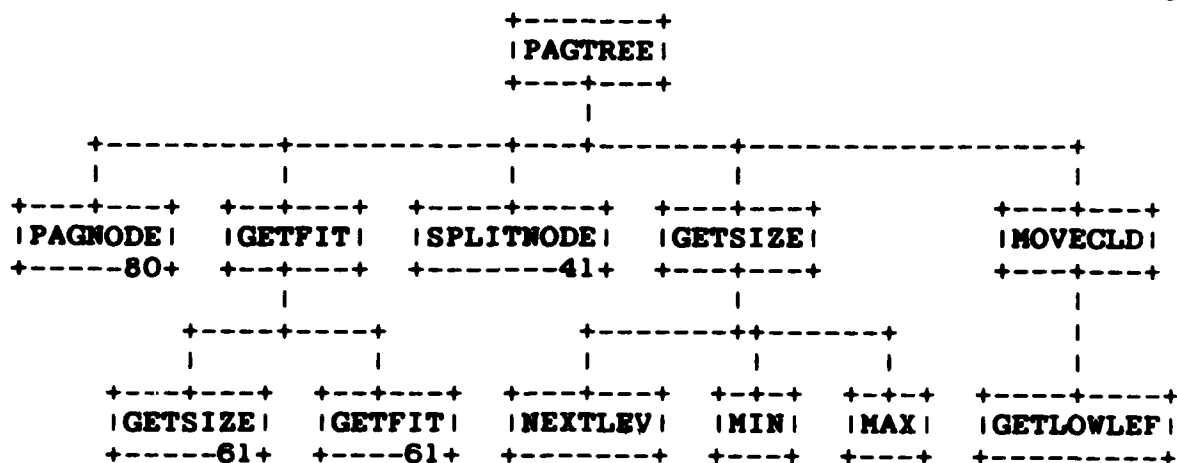 PAGTREE
PAGNODE GETFIT SPLITNODE GETSIZE MOVECLD
80 41
GETSIZE GETFIT NEXTLEV MIN MAX GETLOWLEF
61 61